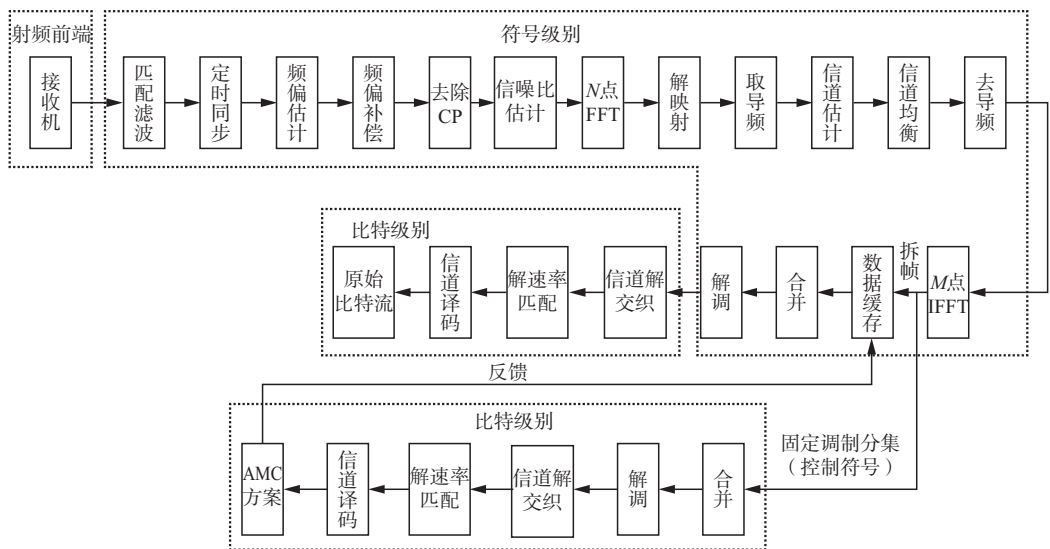 射频前端
接收机
符号级别
匹配滤波
定时同步
频偏估计
频偏补偿
去除
CP
信噪比
估计
N点
FFT
解映射
取导频
信道估计
信道均衡
去导频
比特级别
原始
比特流
信道译码
解速率
匹配
信道解
交织
解调
合并
数据缓存
拆帧
M点
IFFT
反馈
比特级别
AMC
方案
信道译码
解速率
匹配
信道解
交织
解调
合并
固定调制分集
（控制符号）